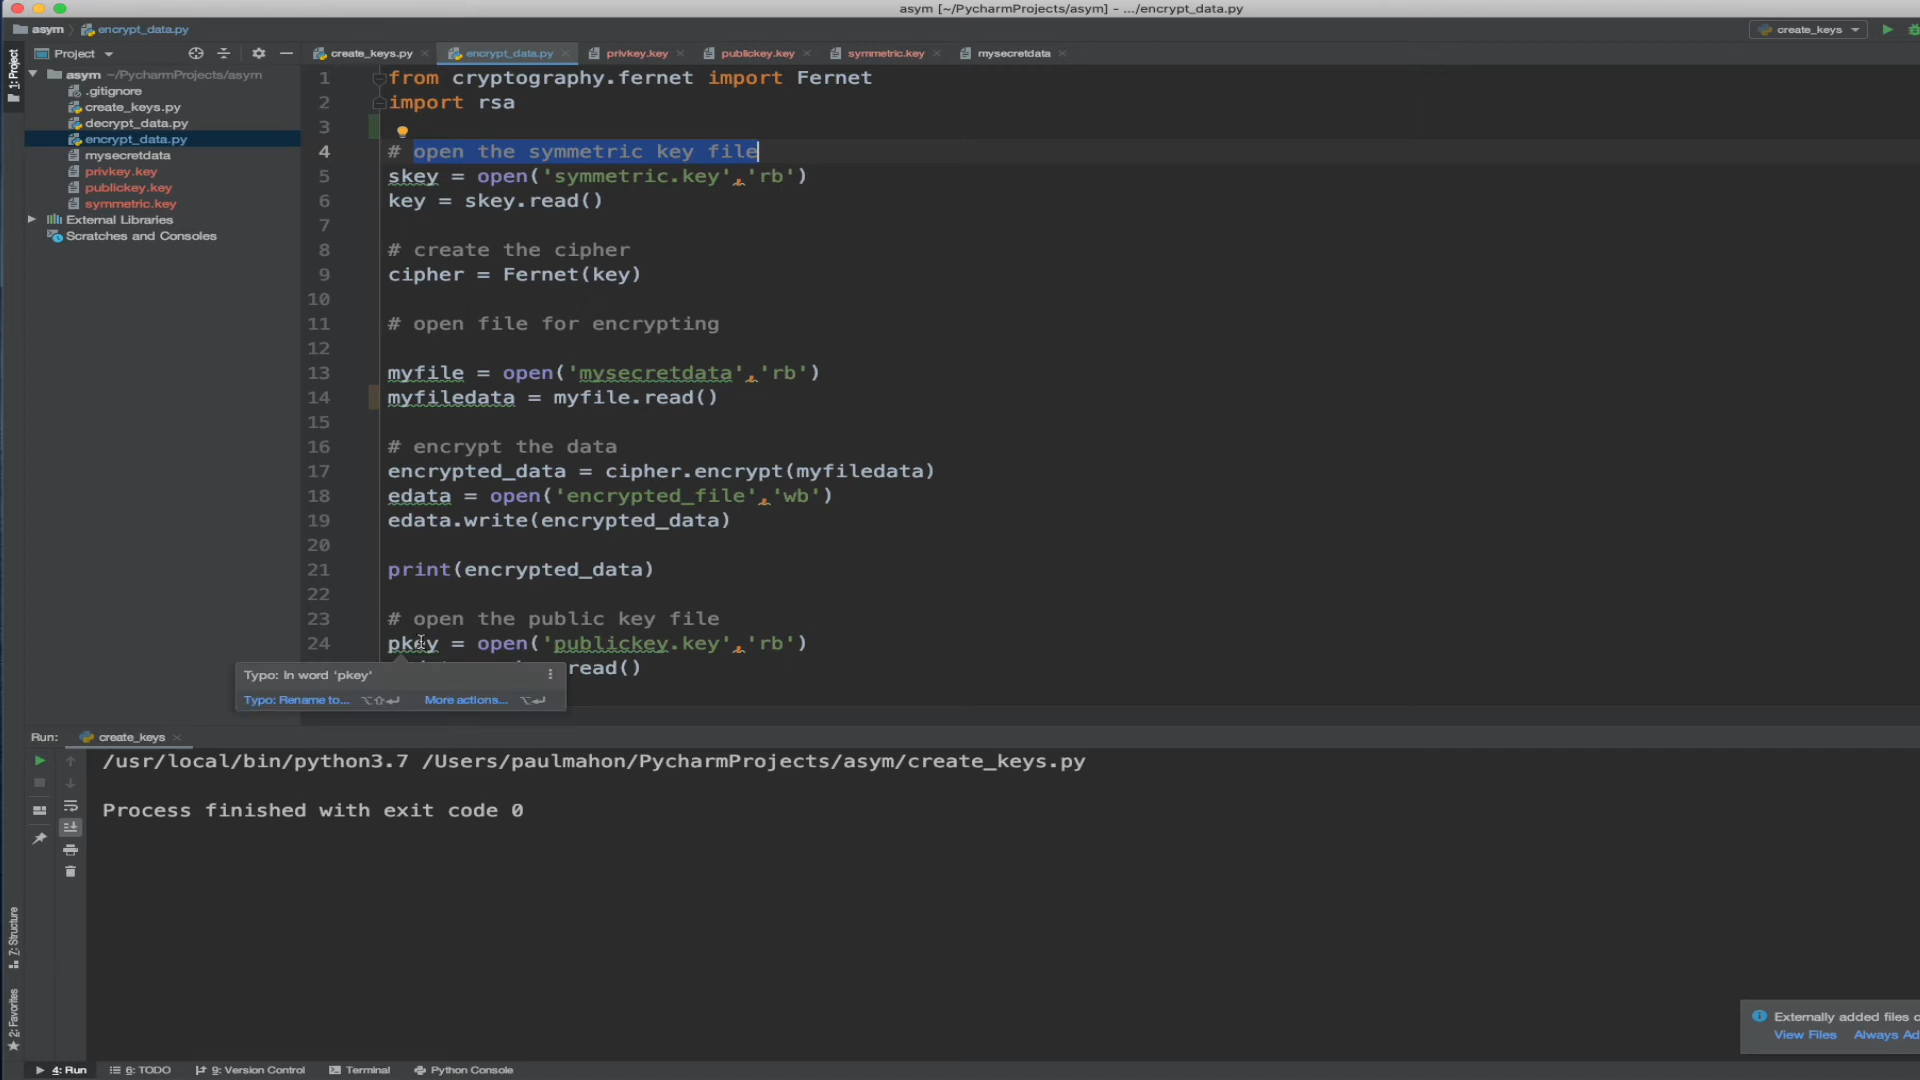 asym [~/PycharmProjects/asym] - .../encrypt_data.py
asym
encrypt_data.py
create_keys
1: Project
Project
create_keys.py
encrypt_data.py
privkey.key
publickey.key
symmetric.key
mysecretdata
asym ~/PycharmProjects/asym
.gitignore
create_keys.py
decrypt_data.py
encrypt_data.py
mysecretdata
privkey.key
publickey.key
symmetric.key
External Libraries
Scratches and Consoles
1 from cryptography.fernet import Fernet
2 import rsa
3
4 # open the symmetric key file
5 skey = open('symmetric.key','rb')
6 key = skey.read()
7
8 # create the cipher
9 cipher = Fernet(key)
10
11 # open file for encrypting
12
13 myfile = open('mysecretdata','rb')
14 myfiledata = myfile.read()
15
16 # encrypt the data
17 encrypted_data = cipher.encrypt(myfiledata)
18 edata = open('encrypted_file','wb')
19 edata.write(encrypted_data)
20
21 print(encrypted_data)
22
23 # open the public key file
24 pkey = open('publickey.key','rb')
read()
Typo: In word 'pkey'
Typo: Rename to... ⌥⇧↩ More actions... ⌥↩
Run: create_keys
/usr/local/bin/python3.7 /Users/paulmahon/PycharmProjects/asym/create_keys.py
Process finished with exit code 0
7: Structure
2: Favorites
Externally added files
View Files Always
4: Run
6: TODO
9: Version Control
Terminal
Python Console